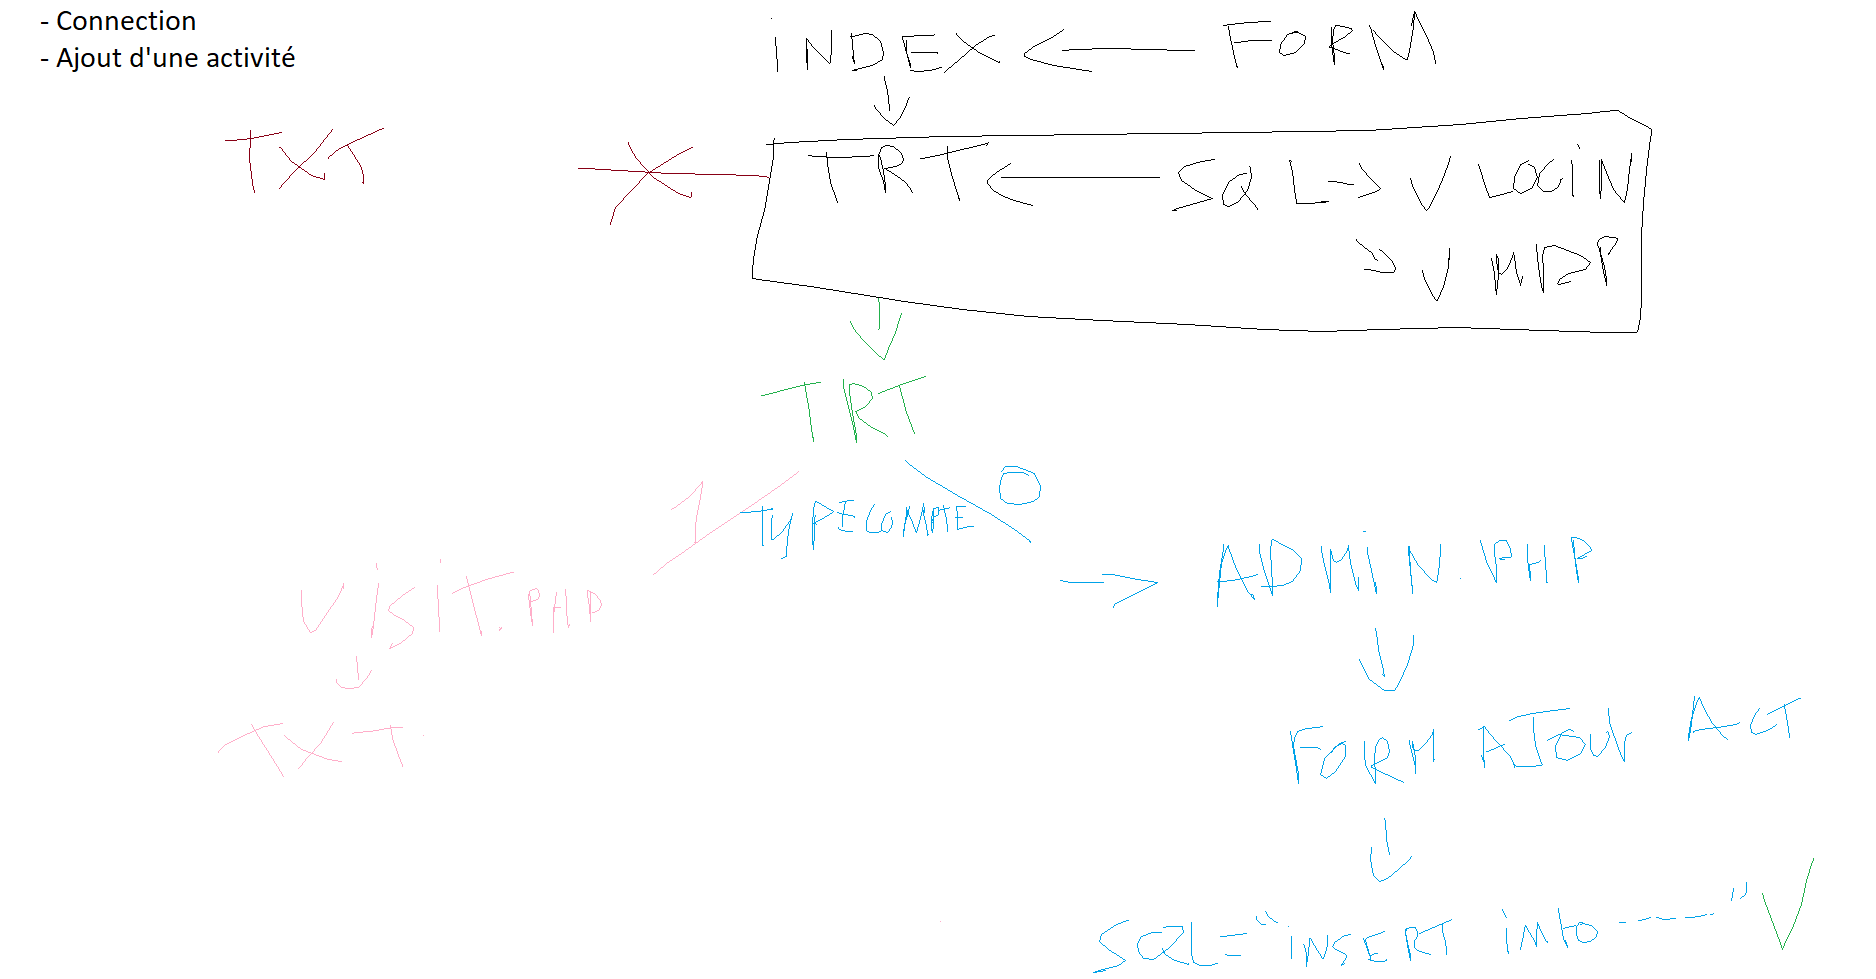 - Connection
- Ajout d'une activité
iNDEX <—— FORM
TXT
TRT <—— SQL -> V LOGiN
-> V MDP
TRT
1 TyPECOMPTE 0
ViSiT.PHP
-> ADMiN.PHP
TXT
FORM AJout ACT
SQL = "iNSERT into ------"V